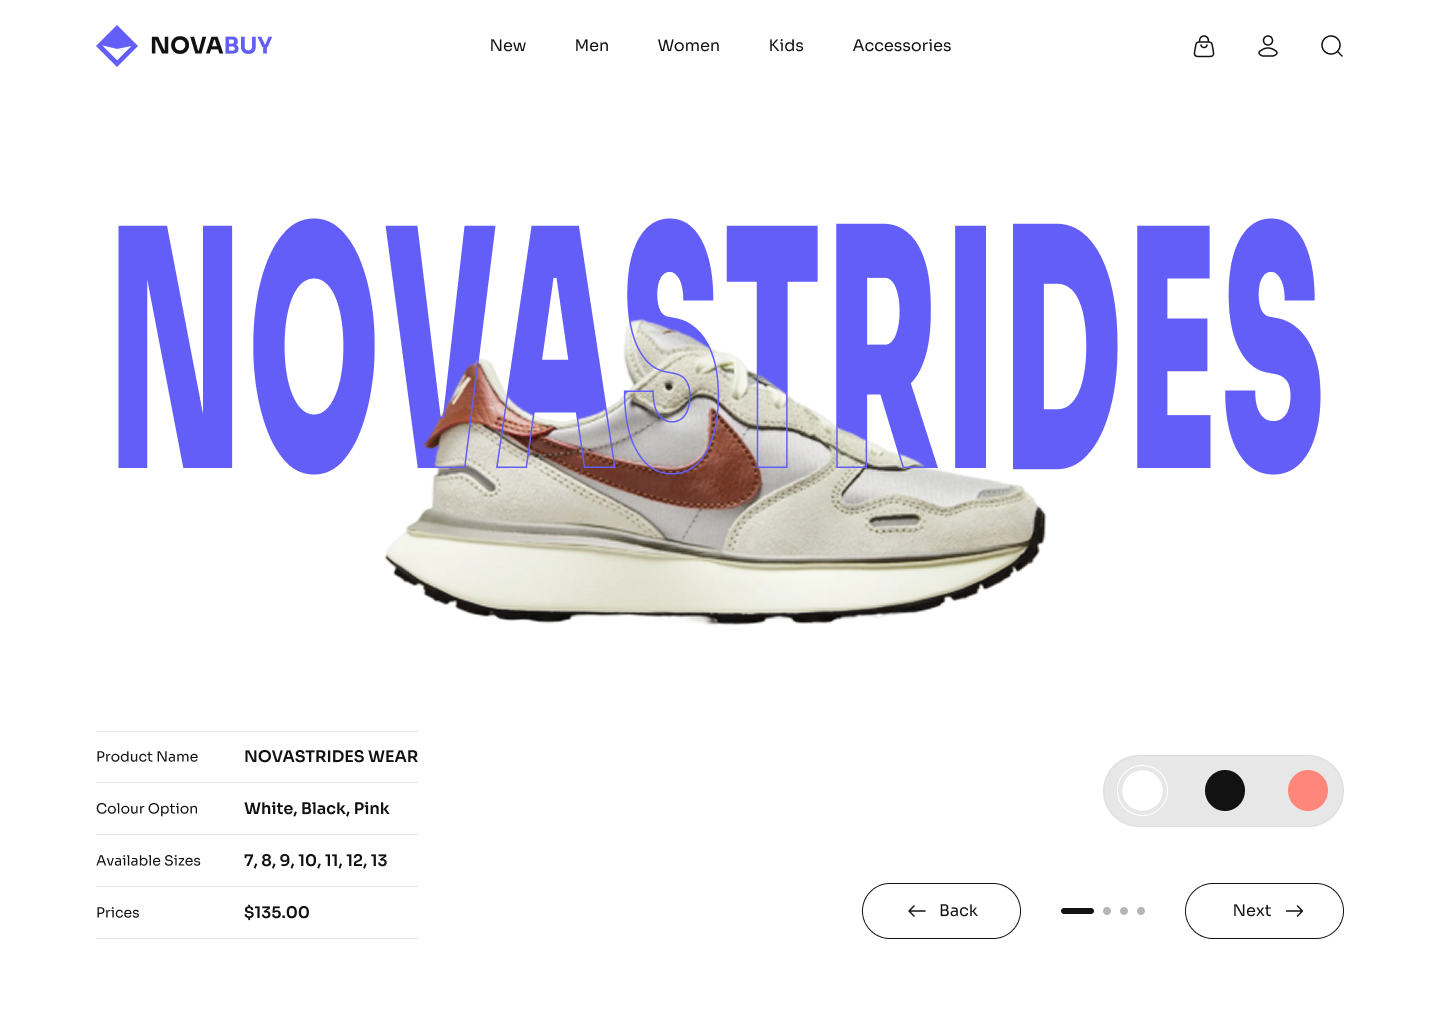 NOVABUY
New Men Women Kids Accessories
NOVASTRIDES
Product Name NOVASTRIDES WEAR
Colour Option White, Black, Pink
Available Sizes 7, 8, 9, 10, 11, 12, 13
Prices $135.00
Back Next